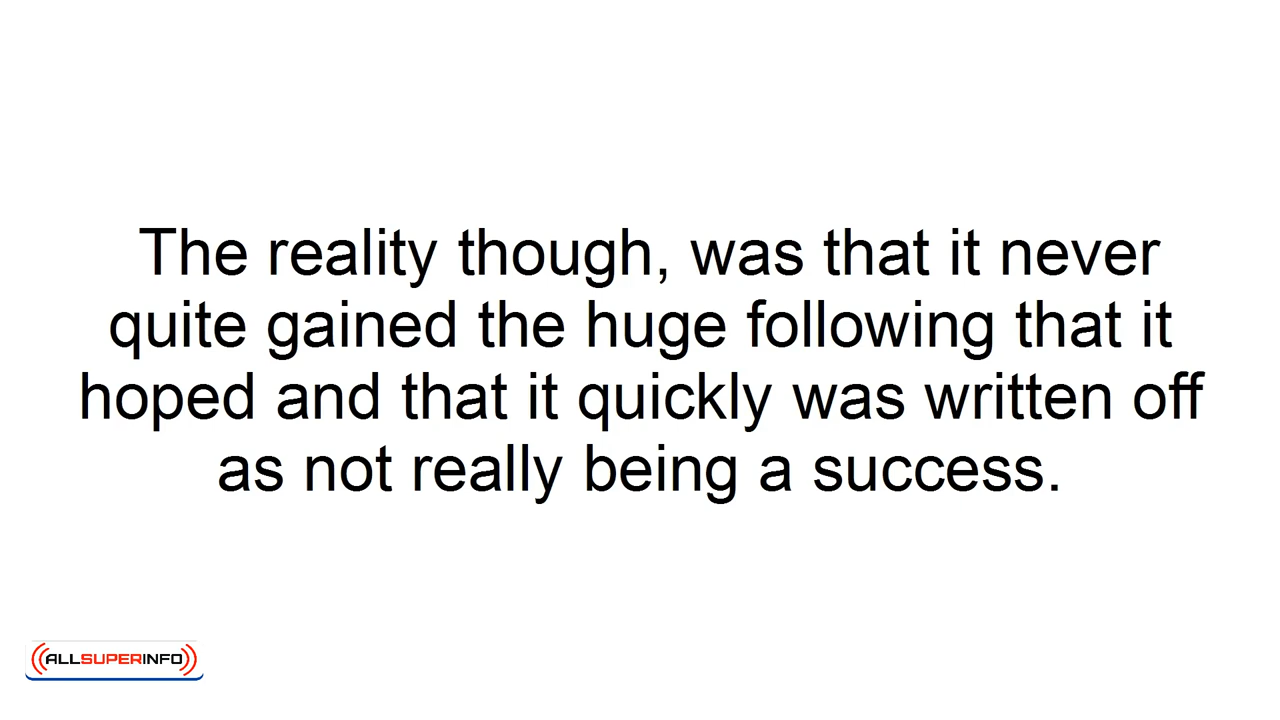 The reality though, was that it never
quite gained the huge following that it
hoped and that it quickly was written off
as not really being a success.
ALLSUPERINFO